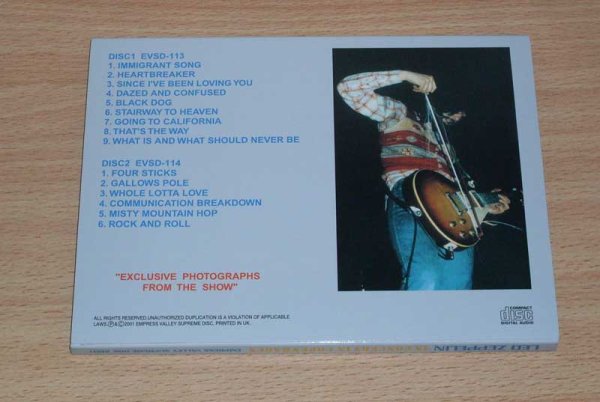 DISC1 EVSD-113
1. IMMIGRANT SONG
2. HEARTBREAKER
3. SINCE I'VE BEEN LOVING YOU
4. DAZED AND CONFUSED
5. BLACK DOG
6. STAIRWAY TO HEAVEN
7. GOING TO CALIFORNIA
8. THAT'S THE WAY
9. WHAT IS AND WHAT SHOULD NEVER BE
DISC2 EVSD-114
1. FOUR STICKS
2. GALLOWS POLE
3. WHOLE LOTTA LOVE
4. COMMUNICATION BREAKDOWN
5. MISTY MOUNTAIN HOP
6. ROCK AND ROLL
"EXCLUSIVE PHOTOGRAPHS
FROM THE SHOW"
ALL RIGHTS RESERVED.UNAUTHORIZED DUPLICATION IS A VIOLATION OF APPLICABLE
LAWS.ⓅA©2001 EMPRESS VALLEY SUPREME DISC. PRINTED IN UK.
COMPACT
disc
DIGITAL AUDIO
LED ZEPPELIN